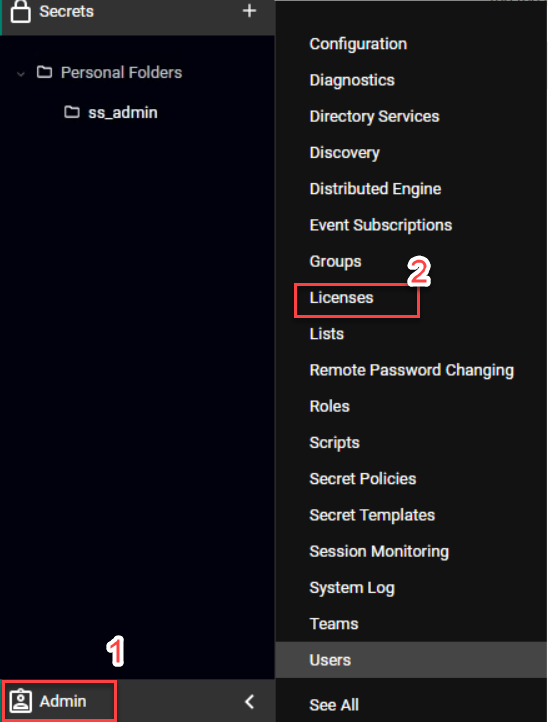 Secrets
Personal Folders
ss_admin
1
Admin
Configuration
Diagnostics
Directory Services
Discovery
Distributed Engine
Event Subscriptions
Groups
2
Licenses
Lists
Remote Password Changing
Roles
Scripts
Secret Policies
Secret Templates
Session Monitoring
System Log
Teams
Users
See All